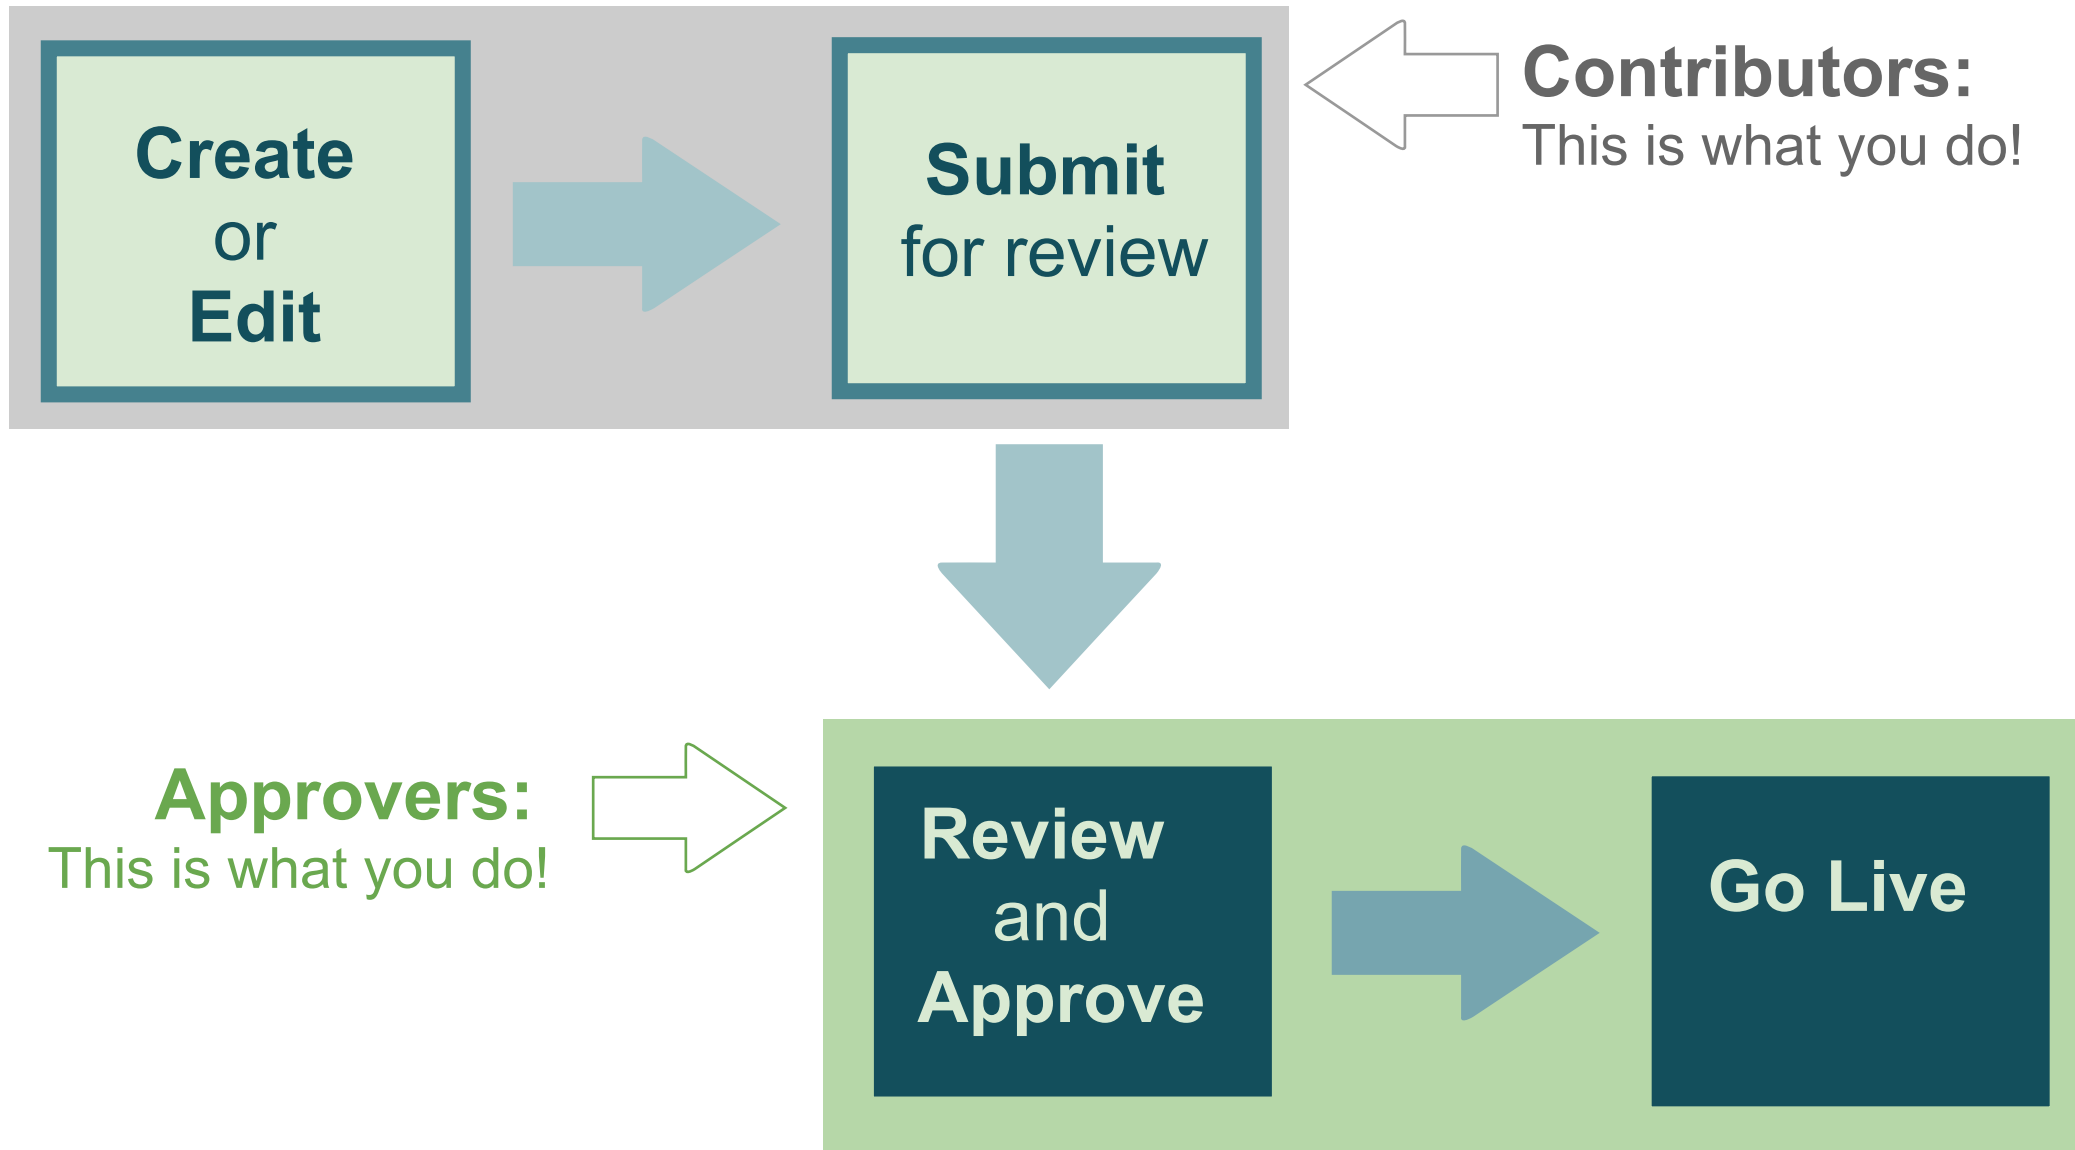 Create
or
Edit
Submit
for review
Contributors:
This is what you do!
Approvers:
This is what you do!
Review
and
Approve
Go Live